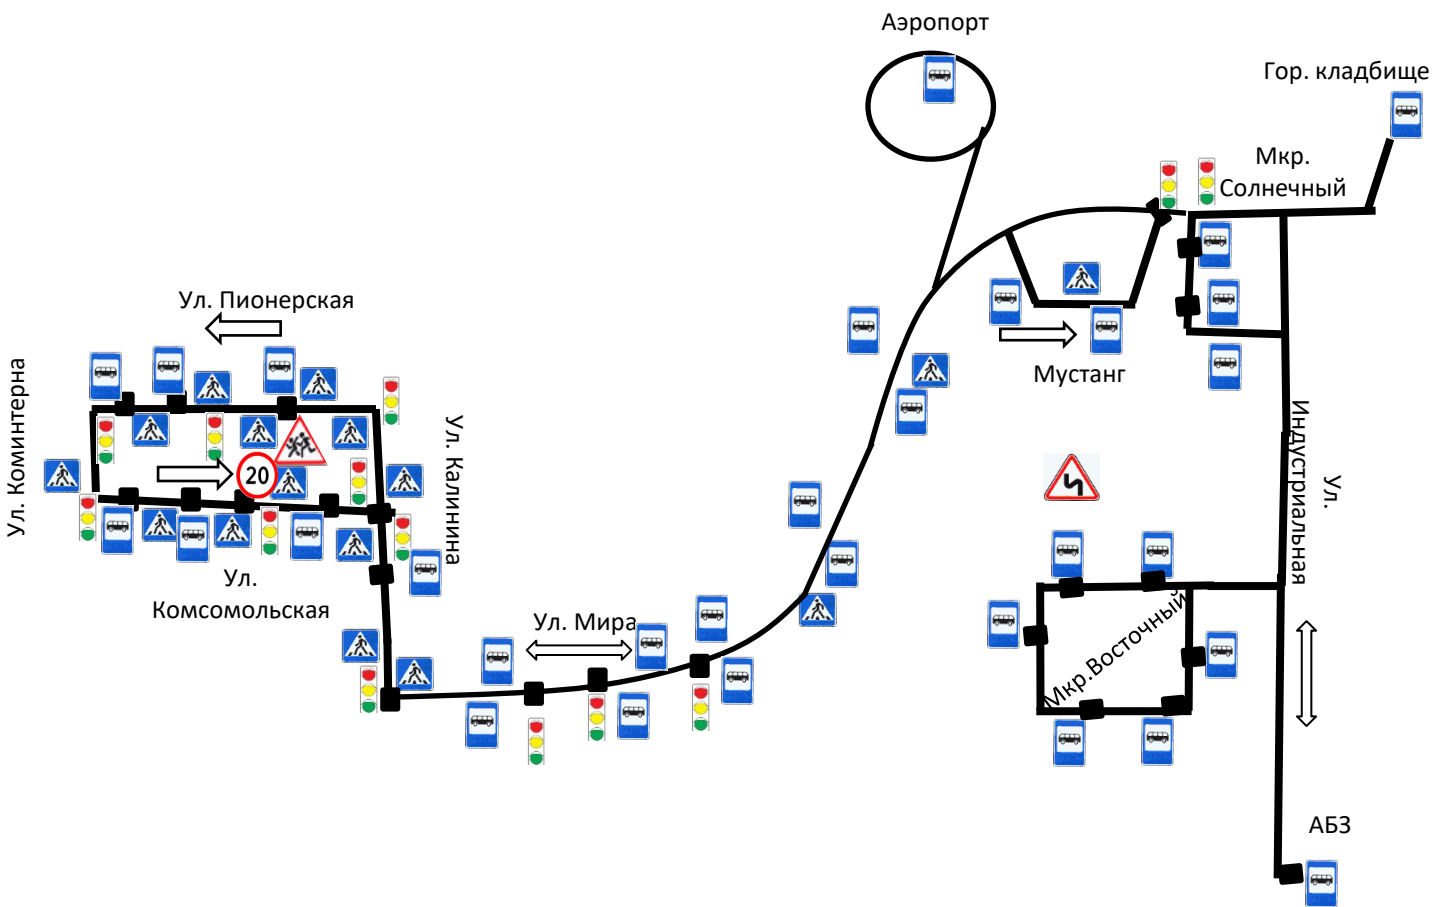 Аэропорт
Гор. кладбище
Мкр.
Солнечный
Ул. Пионерская
Мустанг
Ул. Коминтерна
Ул. Калинина
20
Ул.
Индустриальная
Ул.
Комсомольская
Ул. Мира
Мкр.Восточный
АБЗ